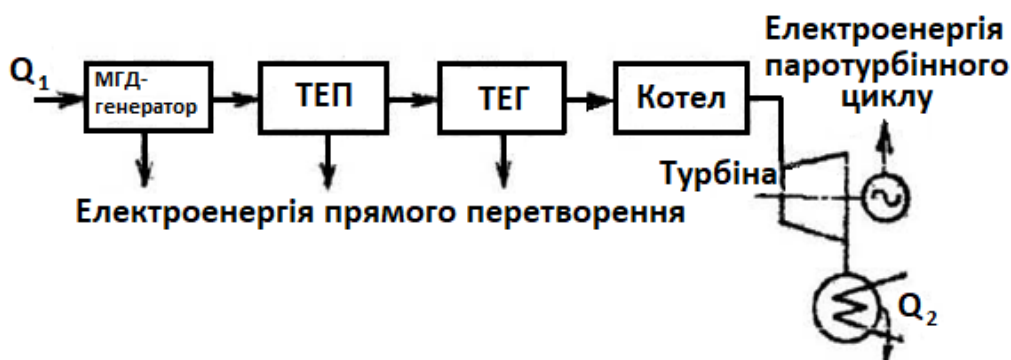 Електроенергія
паротурбінного
циклу
Q₁
МГД-
генератор
ТЕП
ТЕГ
Котел
Турбіна
Електроенергія прямого перетворення
Q₂